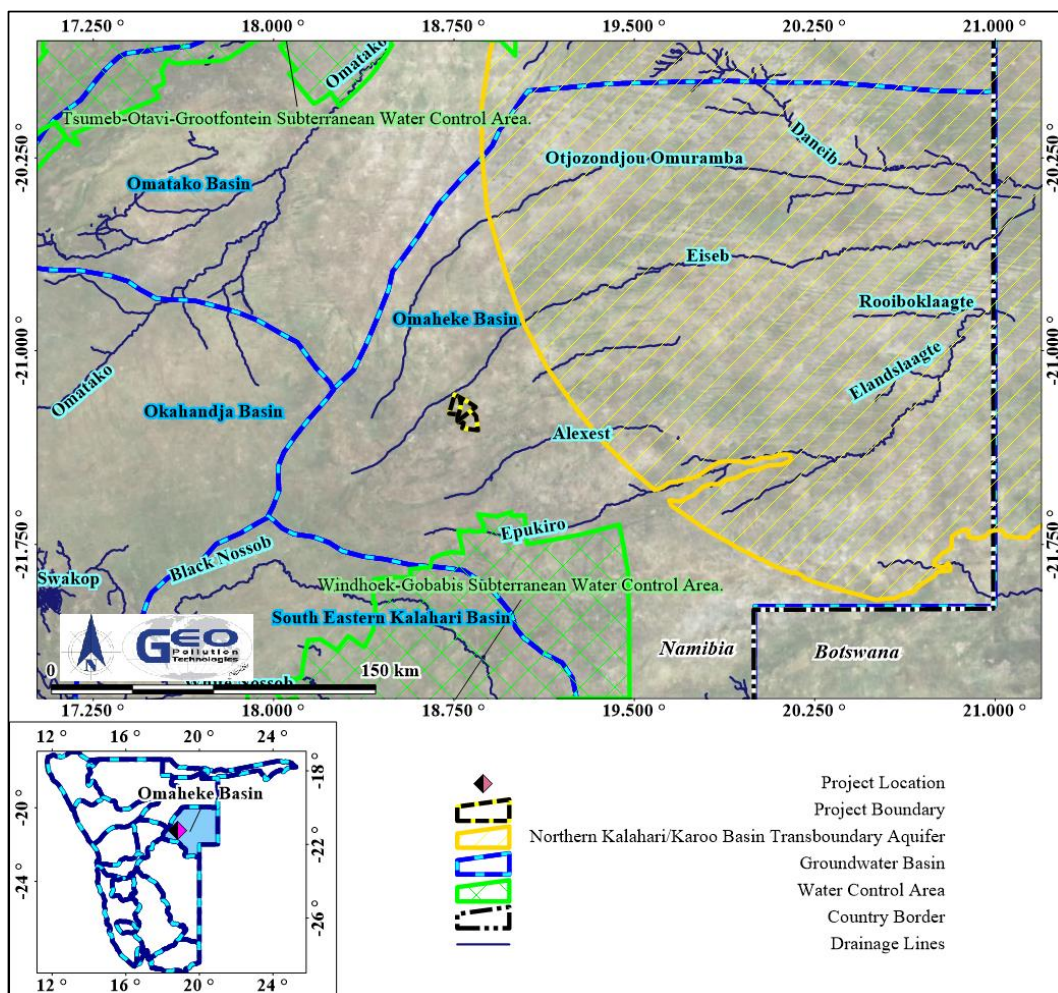 17.250 °
18.000 °
18.750 °
19.500 °
20.250 °
21.000 °
Omatako
Tsumeb-Otavi-Grootfontein Subterranean Water Control Area.
Daneib
-20.250 °
-20.250 °
Otjozondjou Omuramba
Omatako Basin
Eiseb
Rooiboklaagte
Omaheke Basin
-21.000 °
-21.000 °
Elandslaagte
Omatako
Okahandja Basin
Alexest
Epukiro
-21.750 °
-21.750 °
Black Nossob
Swakop
Windhoek-Gobabis Subterranean Water Control Area.
South Eastern Kalahari Basin
N
GEO
Pollution
Technologies
Namibia
Botswana
0
150 km
Nossob
17.250 °
18.000 °
18.750 °
19.500 °
20.250 °
21.000 °
12 °
16 °
20 °
24 °
-18 °
Omaheke Basin
-20 °
-22 °
-24 °
-26 °
12 °
16 °
20 °
24 °
Project Location
Project Boundary
Northern Kalahari/Karoo Basin Transboundary Aquifer
Groundwater Basin
Water Control Area
Country Border
Drainage Lines